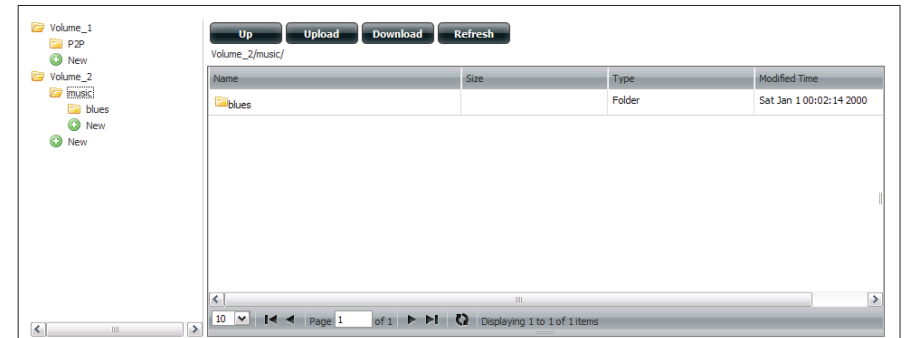 Volume_1
P2P
New
Volume_2
music
blues
New
New
Up Upload Download Refresh
Volume_2/music/
Name Size Type Modified Time
blues Folder Sat Jan 1 00:02:14 2000
10 Page 1 of 1 Displaying 1 to 1 of 1 items